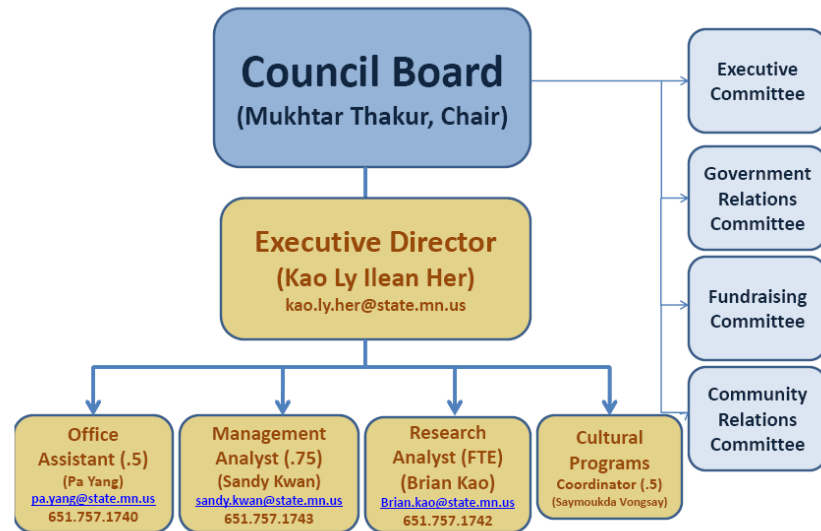 Council Board
(Mukhtar Thakur, Chair)
Executive
Committee
Government
Relations
Committee
Fundraising
Committee
Community
Relations
Committee
Executive Director
(Kao Ly Ilean Her)
kao.ly.her@state.mn.us
Office
Assistant (.5)
(Pa Yang)
pa.yang@state.mn.us
651.757.1740
Management
Analyst (.75)
(Sandy Kwan)
sandy.kwan@state.mn.us
651.757.1743
Research
Analyst (FTE)
(Brian Kao)
Brian.kao@state.mn.us
651.757.1742
Cultural
Programs
Coordinator (.5)
(Saymoukda Vongsay)